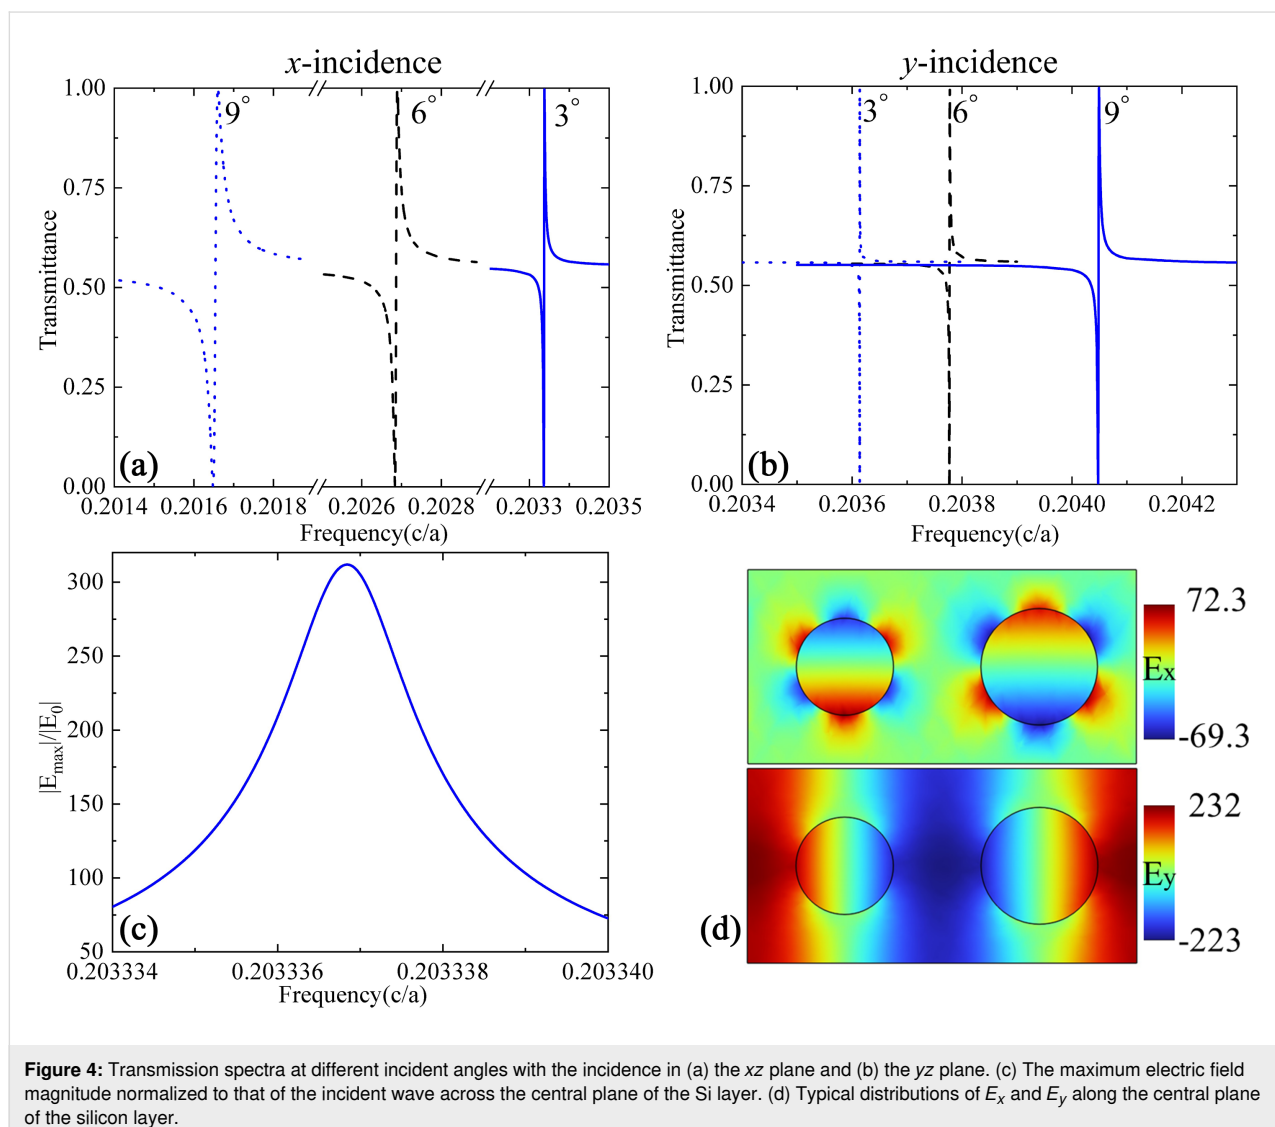 x-incidence
y-incidence
1.00
0.75
0.50
0.25
0.00
Transmittance
9°
6°
3°
(a)
0.2014 0.2016 0.2018 0.2026 0.2028 0.2033 0.2035
Frequency(c/a)
1.00
0.75
0.50
0.25
0.00
Transmittance
3°
6°
9°
(b)
0.2034 0.2036 0.2038 0.2040 0.2042
Frequency(c/a)
300
250
200
150
100
50
|Emax|/|E0|
(c)
0.203334 0.203336 0.203338 0.203340
Frequency(c/a)
72.3
Ex
-69.3
232
Ey
-223
(d)
Figure 4: Transmission spectra at different incident angles with the incidence in (a) the xz plane and (b) the yz plane. (c) The maximum electric field
magnitude normalized to that of the incident wave across the central plane of the Si layer. (d) Typical distributions of Ex and Ey along the central plane
of the silicon layer.